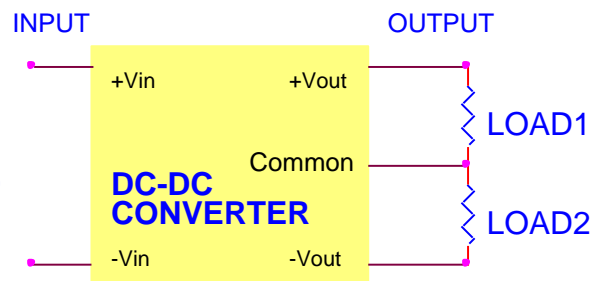 INPUT
OUTPUT
+Vin
+Vout
LOAD1
Common
DC-DC
CONVERTER
LOAD2
-Vin
-Vout